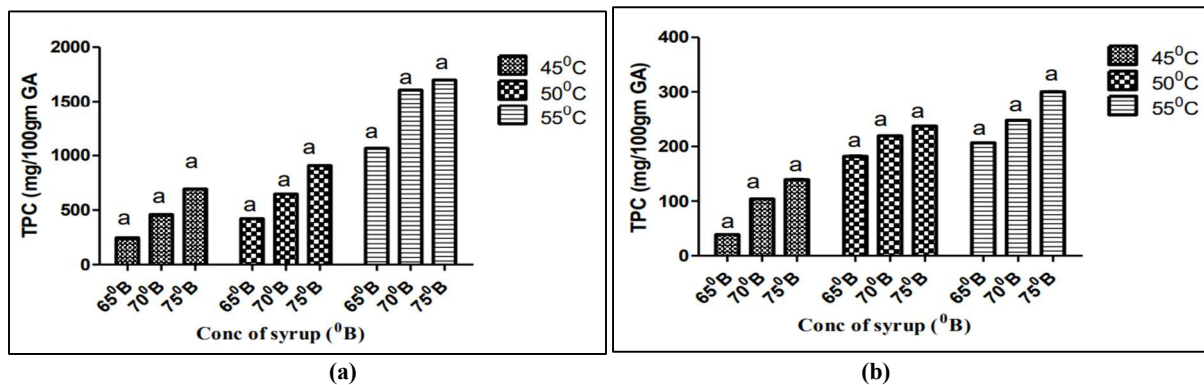 2000
1500
1000
500
0
TPC (mg/100gm GA)
a a a a a a a a a
65⁰B 70⁰B 75⁰B 65⁰B 70⁰B 75⁰B 65⁰B 70⁰B 75⁰B
Conc of syrup (⁰B)
45⁰C
50⁰C
55⁰C
(a)
400
300
200
100
0
TPC (mg/100gm GA)
a a a a a a a a a
65⁰B 70⁰B 75⁰B 65⁰B 70⁰B 75⁰B 65⁰B 70⁰B 75⁰B
Conc of syrup (⁰B)
45⁰C
50⁰C
55⁰C
(b)